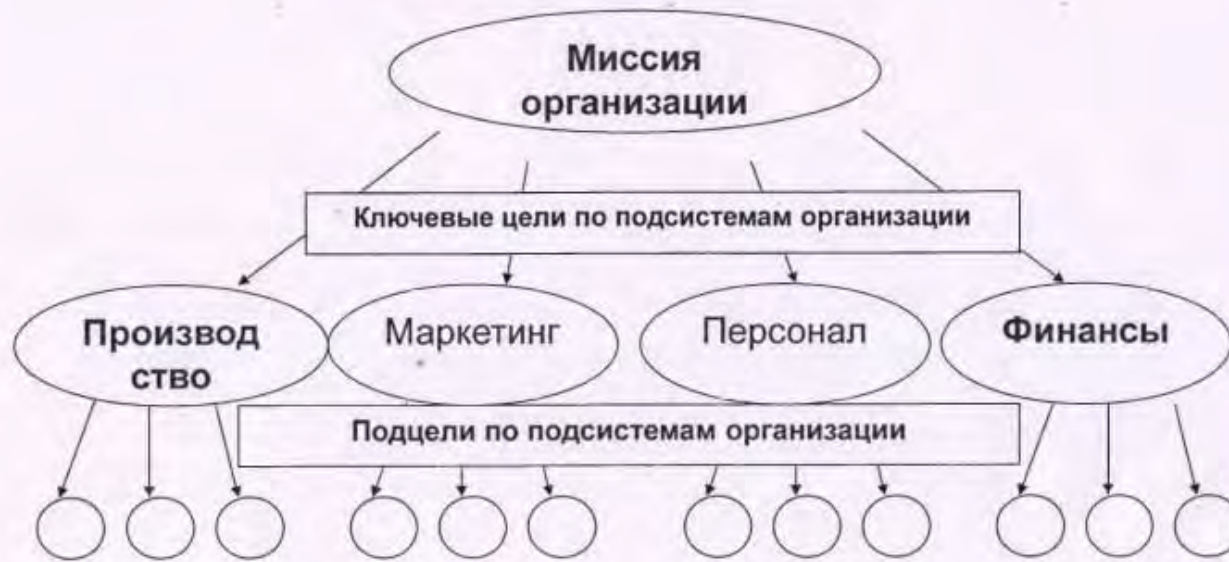 Миссия
организации
Ключевые цели по подсистемам организации
Производ
ство
Маркетинг
Персонал
Финансы
Подцели по подсистемам организации